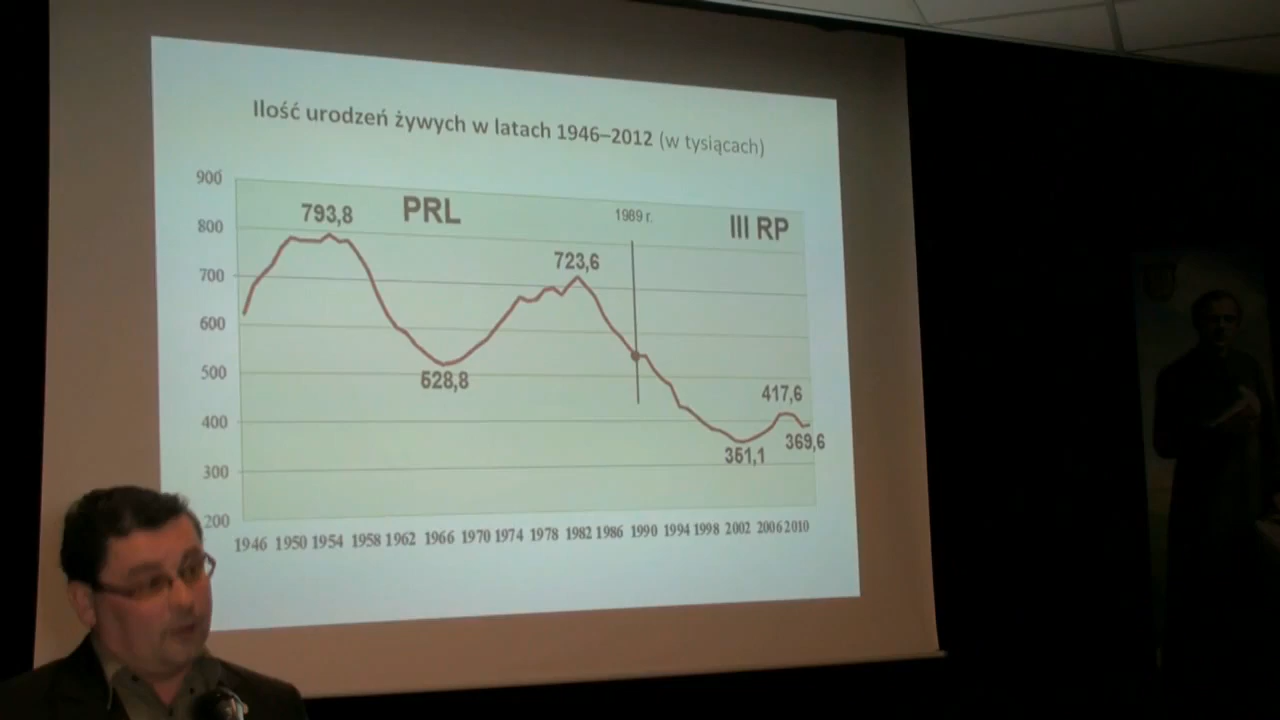 Ilość urodzeń żywych w latach 1946–2012 (w tysiącach)
900
800
700
600
500
400
300
200
793,8
PRL
528,8
723,6
1989 r.
III RP
417,6
351,1
369,6
1946 1950 1954 1958 1962 1966 1970 1974 1978 1982 1986 1990 1994 1998 2002 2006 2010